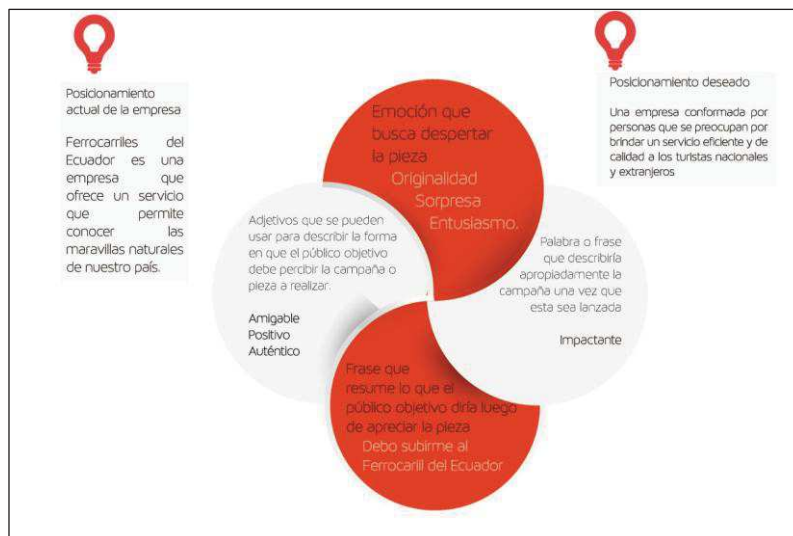 Posicionamiento
actual de la empresa
Ferrocarriles del
Ecuador es una
empresa que
ofrece un servicio
que permite
conocer las
maravillas naturales
de nuestro país.
Emoción que
busca despertar
la pieza
Originalidad
Sorpresa
Entusiasmo.
Posicionamiento deseado
Una empresa conformada por
personas que se preocupan por
brindar un servicio eficiente y de
calidad a los turistas nacionales
y extranjeros
Adjetivos que se pueden
usar para describir la forma
en que el público objetivo
debe percibir la campaña o
pieza a realizar.
Amigable
Positivo
Auténtico
Palabra o frase
que describiría
apropiadamente la
campaña una vez que
esta sea lanzada
Impactante
Frase que
resume lo que el
público objetivo diría luego
de apreciar la pieza
Debo subirme al
Ferrocarlil del Ecuador